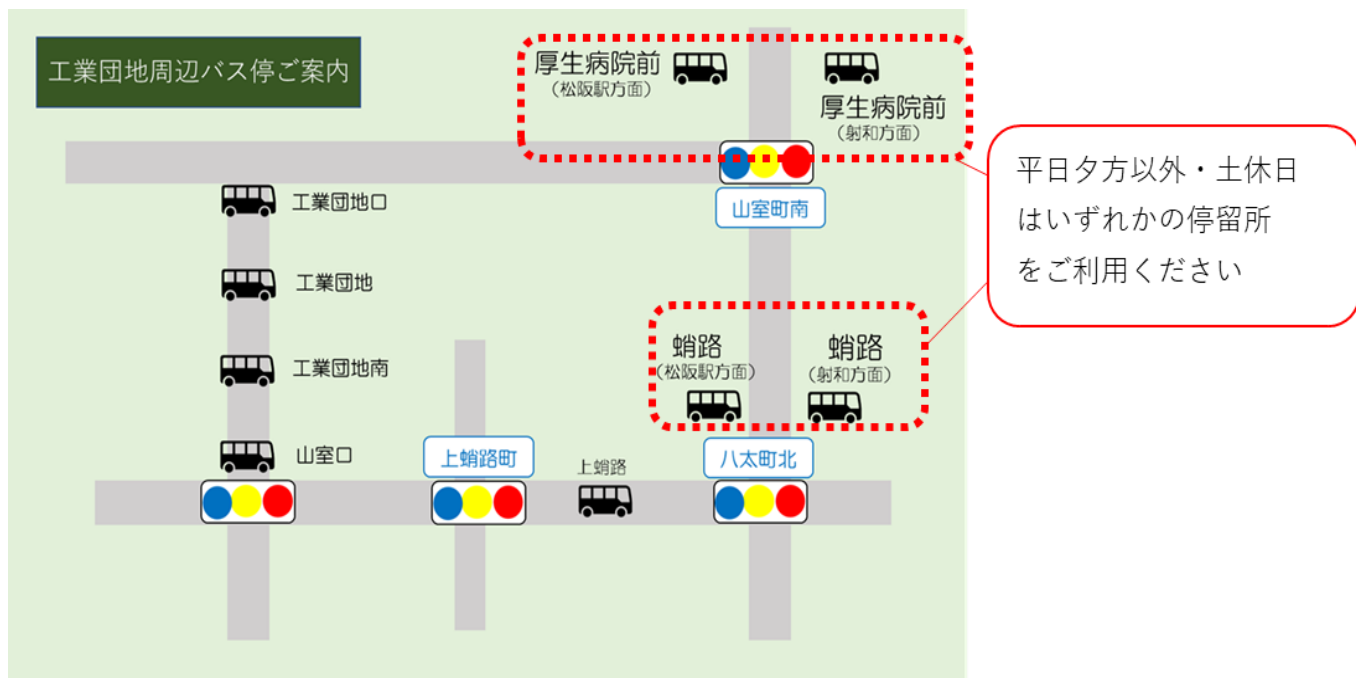 工業団地周辺バス停ご案内
厚生病院前
(松阪駅方面)
厚生病院前
(射和方面)
平日夕方以外・土休日
はいずれかの停留所
をご利用ください
工業団地口
山室町南
工業団地
蛸路
(松阪駅方面)
蛸路
(射和方面)
工業団地南
山室口
上蛸路町
上蛸路
八太町北